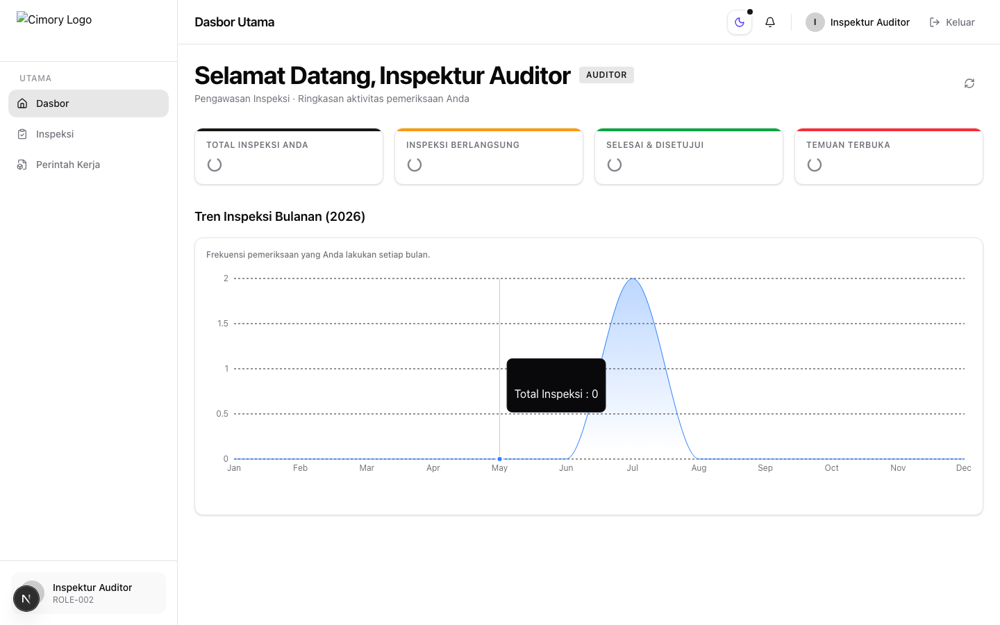 Cimory Logo
Dasbor Utama
I
Inspektur Auditor
Keluar
UTAMA
Dasbor
Inspeksi
Perintah Kerja
Selamat Datang, Inspektur Auditor
AUDITOR
Pengawasan Inspeksi · Ringkasan aktivitas pemeriksaan Anda
TOTAL INSPEKSI ANDA
INSPEKSI BERLANGSUNG
SELESAI & DISETUJUI
TEMUAN TERBUKA
Tren Inspeksi Bulanan (2026)
Frekuensi pemeriksaan yang Anda lakukan setiap bulan.
2
1.5
1
0.5
0
Total Inspeksi : 0
Jan Feb Mar Apr May Jun Jul Aug Sep Oct Nov Dec
Inspektur Auditor
ROLE-002
N